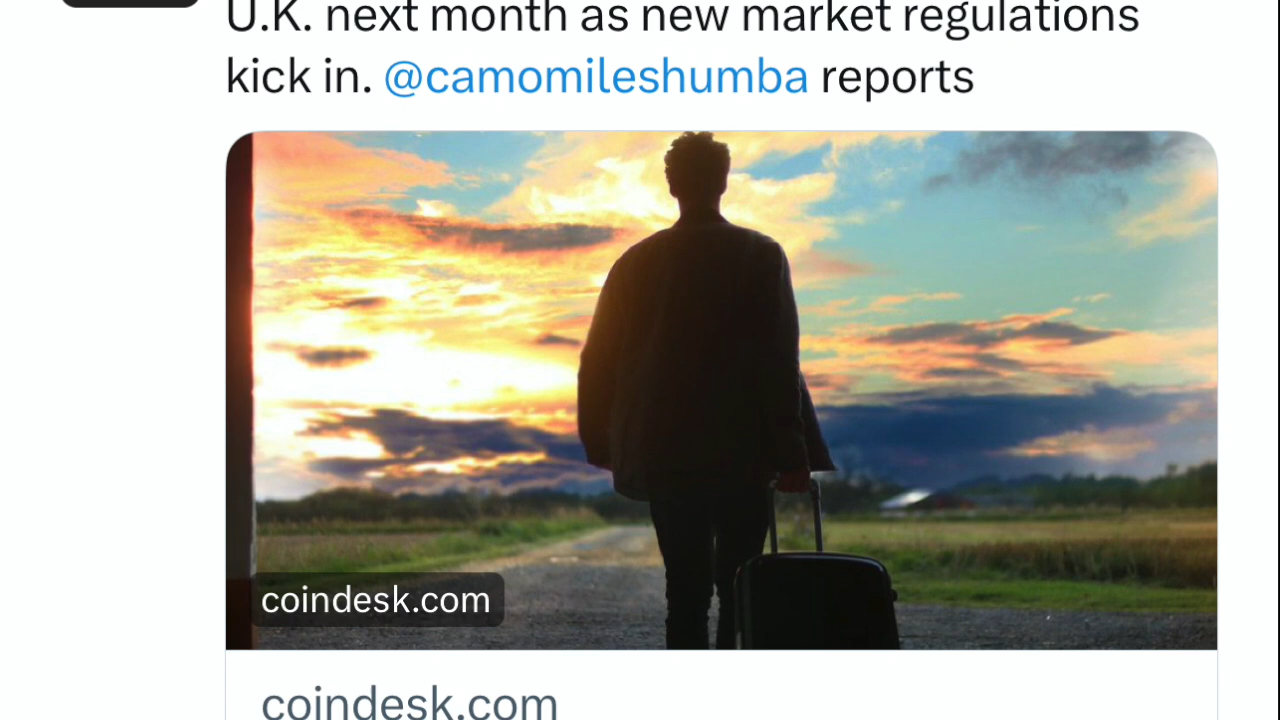 U.K. next month as new market regulations
kick in. @camomileshumba reports
coindesk.com
coindesk.com